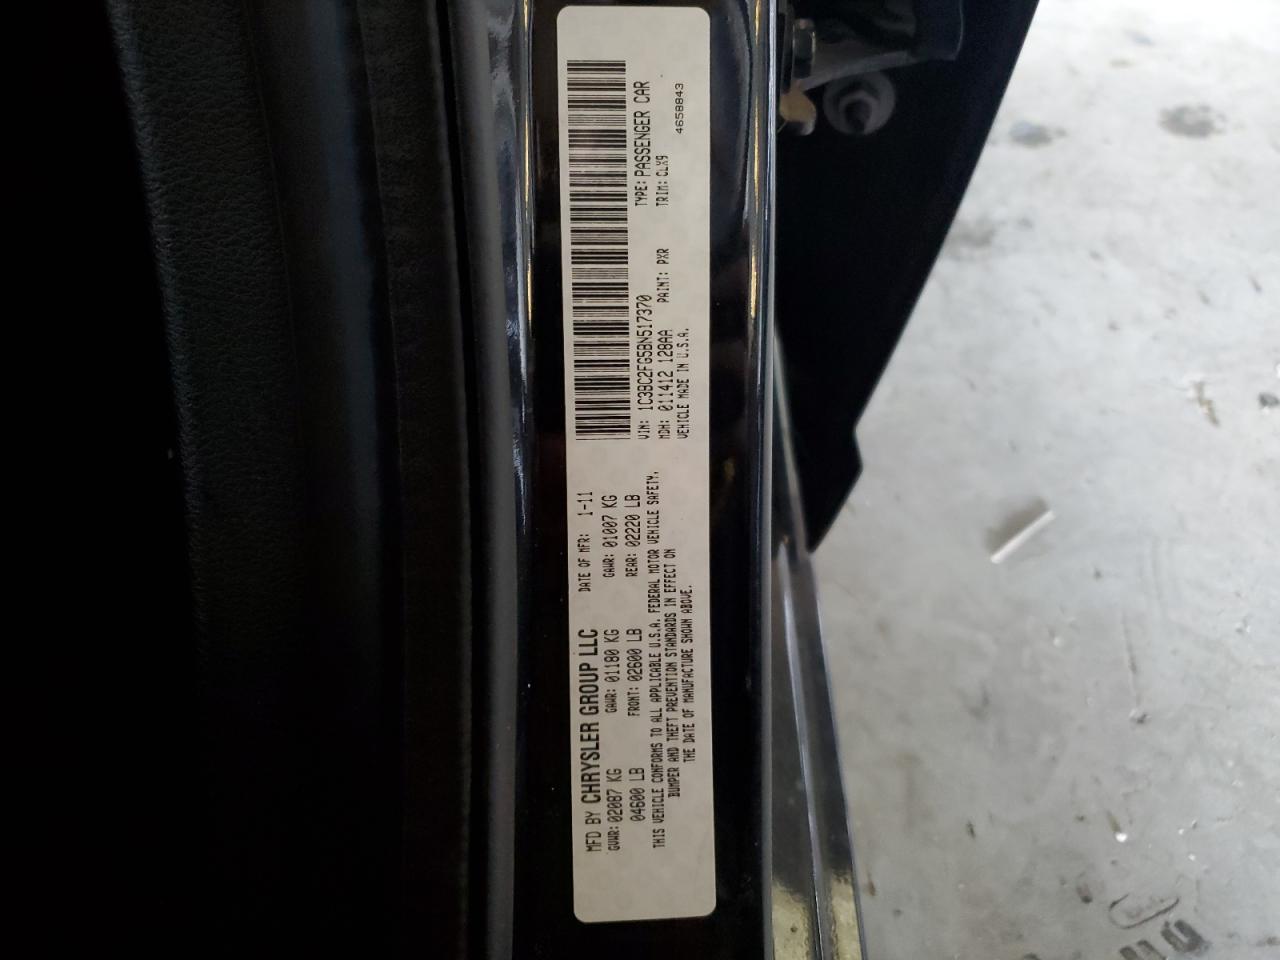 MFD BY CHRYSLER GROUP LLC DATE OF MFR: 1-11
GVWR: 02087 KG GAWR: 01180 KG GAWR: 01007 KG
04600 LB FRONT: 02600 LB REAR: 02220 LB
THIS VEHICLE CONFORMS TO ALL APPLICABLE U.S.A. FEDERAL MOTOR VEHICLE SAFETY,
BUMPER AND THEFT PREVENTION STANDARDS IN EFFECT ON
THE DATE OF MANUFACTURE SHOWN ABOVE.
VIN: 1C3BC2FG5BN517370 TYPE: PASSENGER CAR
MDH: 011412 128AA PAINT: PXR TRIM: CLX9
VEHICLE MADE IN U.S.A. 4658843